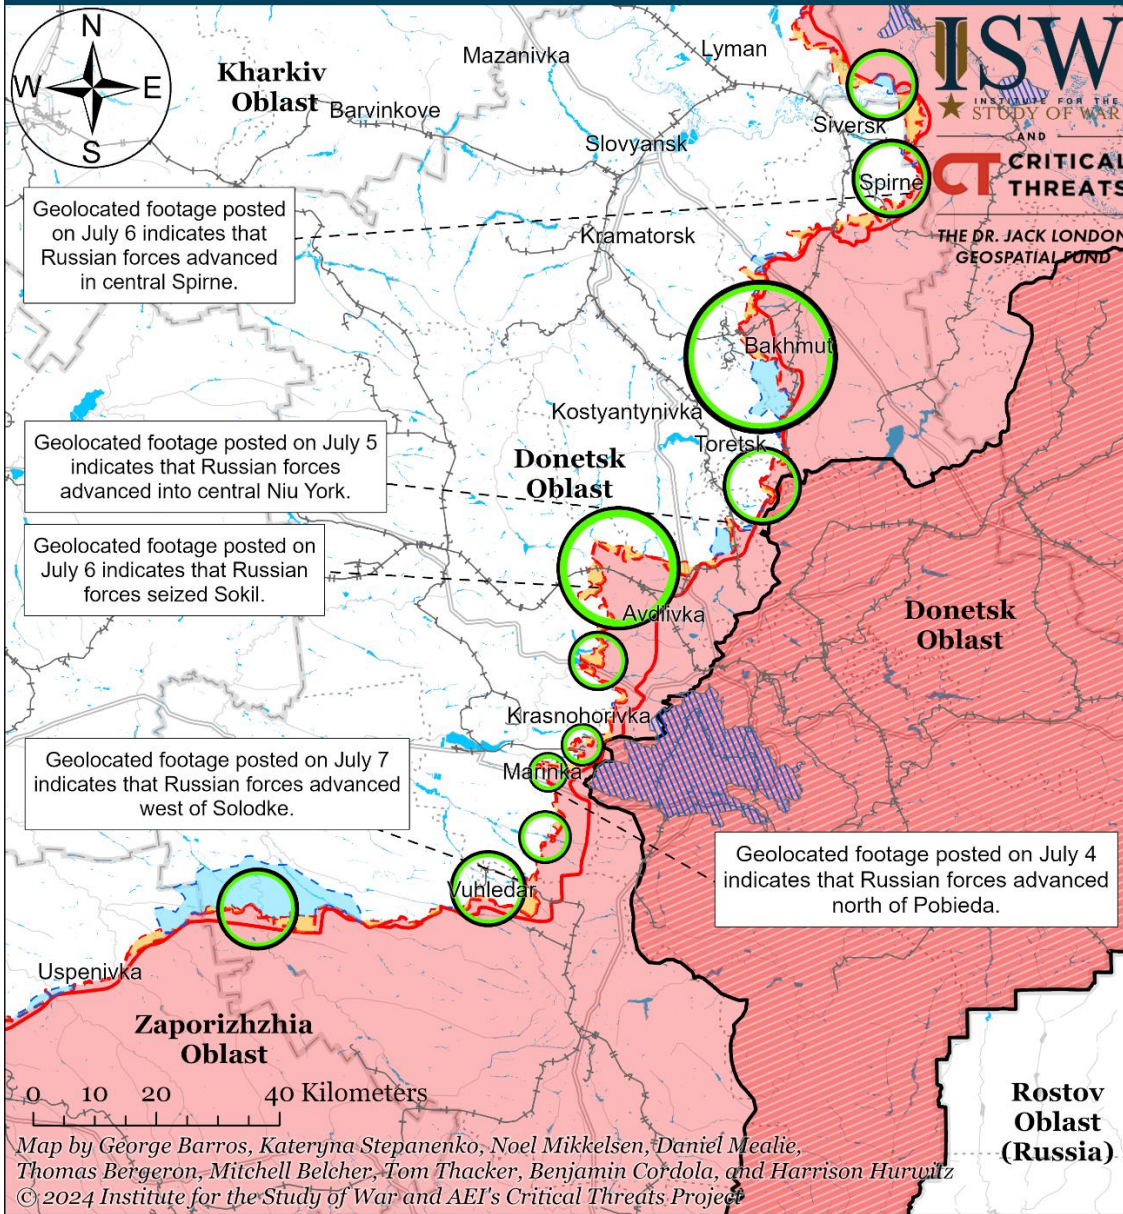 N
W
E
S
Kharkiv
Oblast
Mazanivka
Lyman
Barvinkove
Slovyansk
Siversk
ISW
INSTITUTE FOR THE
STUDY OF WAR
AND
CT CRITICAL
THREATS
THE DR. JACK LONDON
GEOSPATIAL FUND
Spirne
Kramatorsk
Geolocated footage posted
on July 6 indicates that
Russian forces advanced
in central Spirne.
Bakhmut
Kostyantynivka
Toretsk
Geolocated footage posted on July 5
indicates that Russian forces
advanced into central Niu York.
Donetsk
Oblast
Geolocated footage posted on
July 6 indicates that Russian
forces seized Sokil.
Avdiivka
Donetsk
Oblast
Krasnohorivka
Marinka
Geolocated footage posted on July 7
indicates that Russian forces advanced
west of Solodke.
Geolocated footage posted on July 4
indicates that Russian forces advanced
north of Pobieda.
Vuhledar
Uspenivka
Zaporizhzhia
Oblast
Rostov
Oblast
(Russia)
0 10 20 40 Kilometers
Map by George Barros, Kateryna Stepanenko, Noel Mikkelsen, Daniel Mealie,
Thomas Bergeron, Mitchell Belcher, Tom Thacker, Benjamin Cordola, and Harrison Hurwitz
© 2024 Institute for the Study of War and AEI's Critical Threats Project